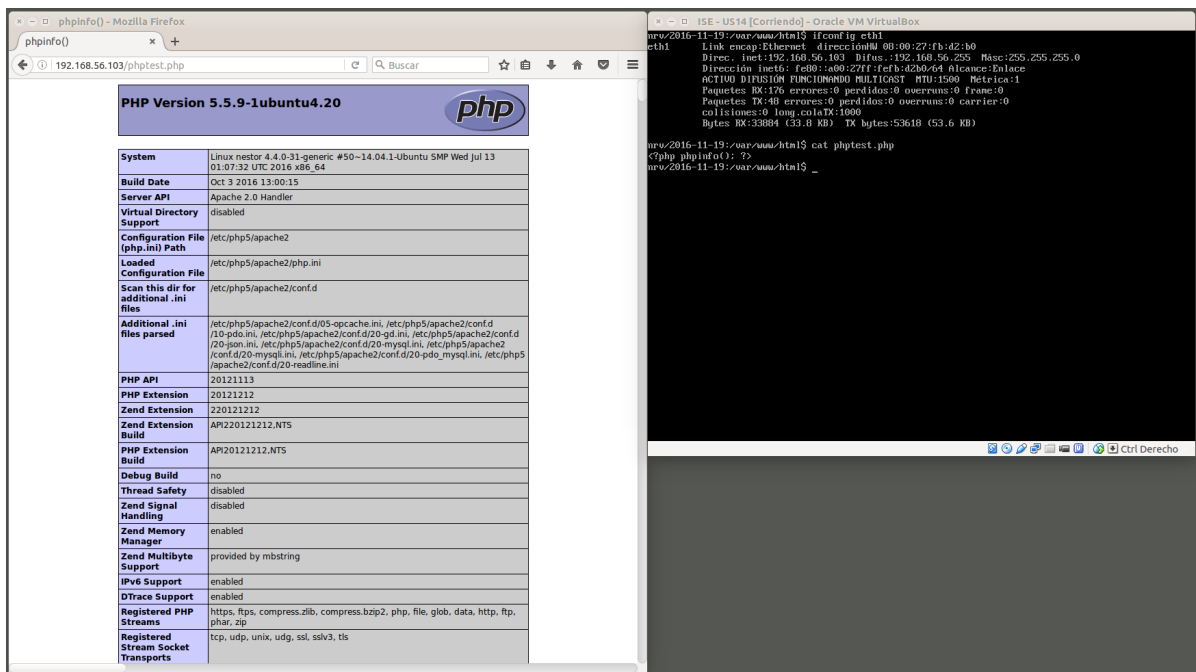 phpinfo() - Mozilla Firefox
phpinfo()
192.168.56.103/phptest.php
Buscar
PHP Version 5.5.9-1ubuntu4.20
php
System Linux nestor 4.4.0-31-generic #50~14.04.1-Ubuntu SMP Wed Jul 13
01:07:32 UTC 2016 x86_64
Build Date Oct 3 2016 13:00:15
Server API Apache 2.0 Handler
Virtual Directory disabled
Support
Configuration File /etc/php5/apache2
(php.ini) Path
Loaded /etc/php5/apache2/php.ini
Configuration File
Scan this dir for /etc/php5/apache2/conf.d
additional .ini
files
Additional .ini /etc/php5/apache2/conf.d/05-opcache.ini, /etc/php5/apache2/conf.d
files parsed /10-pdo.ini, /etc/php5/apache2/conf.d/20-gd.ini, /etc/php5/apache2/conf.d
/20-json.ini, /etc/php5/apache2/conf.d/20-mysql.ini, /etc/php5/apache2
/conf.d/20-mysqli.ini, /etc/php5/apache2/conf.d/20-pdo_mysql.ini, /etc/php5
/apache2/conf.d/20-readline.ini
PHP API 20121113
PHP Extension 20121212
Zend Extension 220121212
Zend Extension API220121212,NTS
Build
PHP Extension API20121212,NTS
Build
Debug Build no
Thread Safety disabled
Zend Signal disabled
Handling
Zend Memory enabled
Manager
Zend Multibyte provided by mbstring
Support
IPv6 Support enabled
DTrace Support enabled
Registered PHP https, ftps, compress.zlib, compress.bzip2, php, file, glob, data, http, ftp,
Streams phar, zip
Registered tcp, udp, unix, udg, ssl, sslv3, tls
Stream Socket
Transports
ISE - US14 [Corriendo] - Oracle VM VirtualBox
nrv/2016-11-19:/var/www/html$ ifconfig eth1
eth1 Link encap:Ethernet direcciónHW 08:00:27:fb:d2:b0
Direc. inet:192.168.56.103 Difus.:192.168.56.255 Másc:255.255.255.0
Dirección inet6: fe80::a00:27ff:fefb:d2b0/64 Alcance:Enlace
ACTIVO DIFUSIÓN FUNCIONANDO MULTICAST MTU:1500 Métrica:1
Paquetes RX:176 errores:0 perdidos:0 overruns:0 frame:0
Paquetes TX:48 errores:0 perdidos:0 overruns:0 carrier:0
colisiones:0 long.colaTX:1000
Bytes RX:33884 (33.8 KB) TX bytes:53618 (53.6 KB)
nrv/2016-11-19:/var/www/html$ cat phptest.php
<?php phpinfo(); ?>
nrv/2016-11-19:/var/www/html$ _
Ctrl Derecho